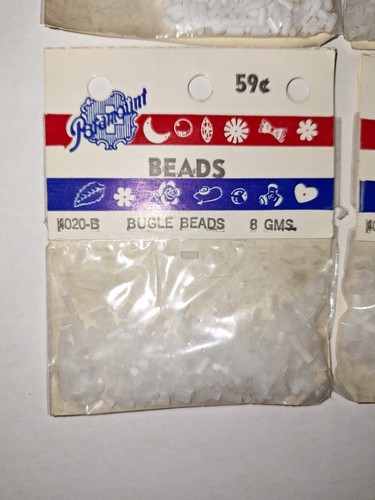 59¢
Paramount
BEADS
4020-B BUGLE BEADS 8 GMS.